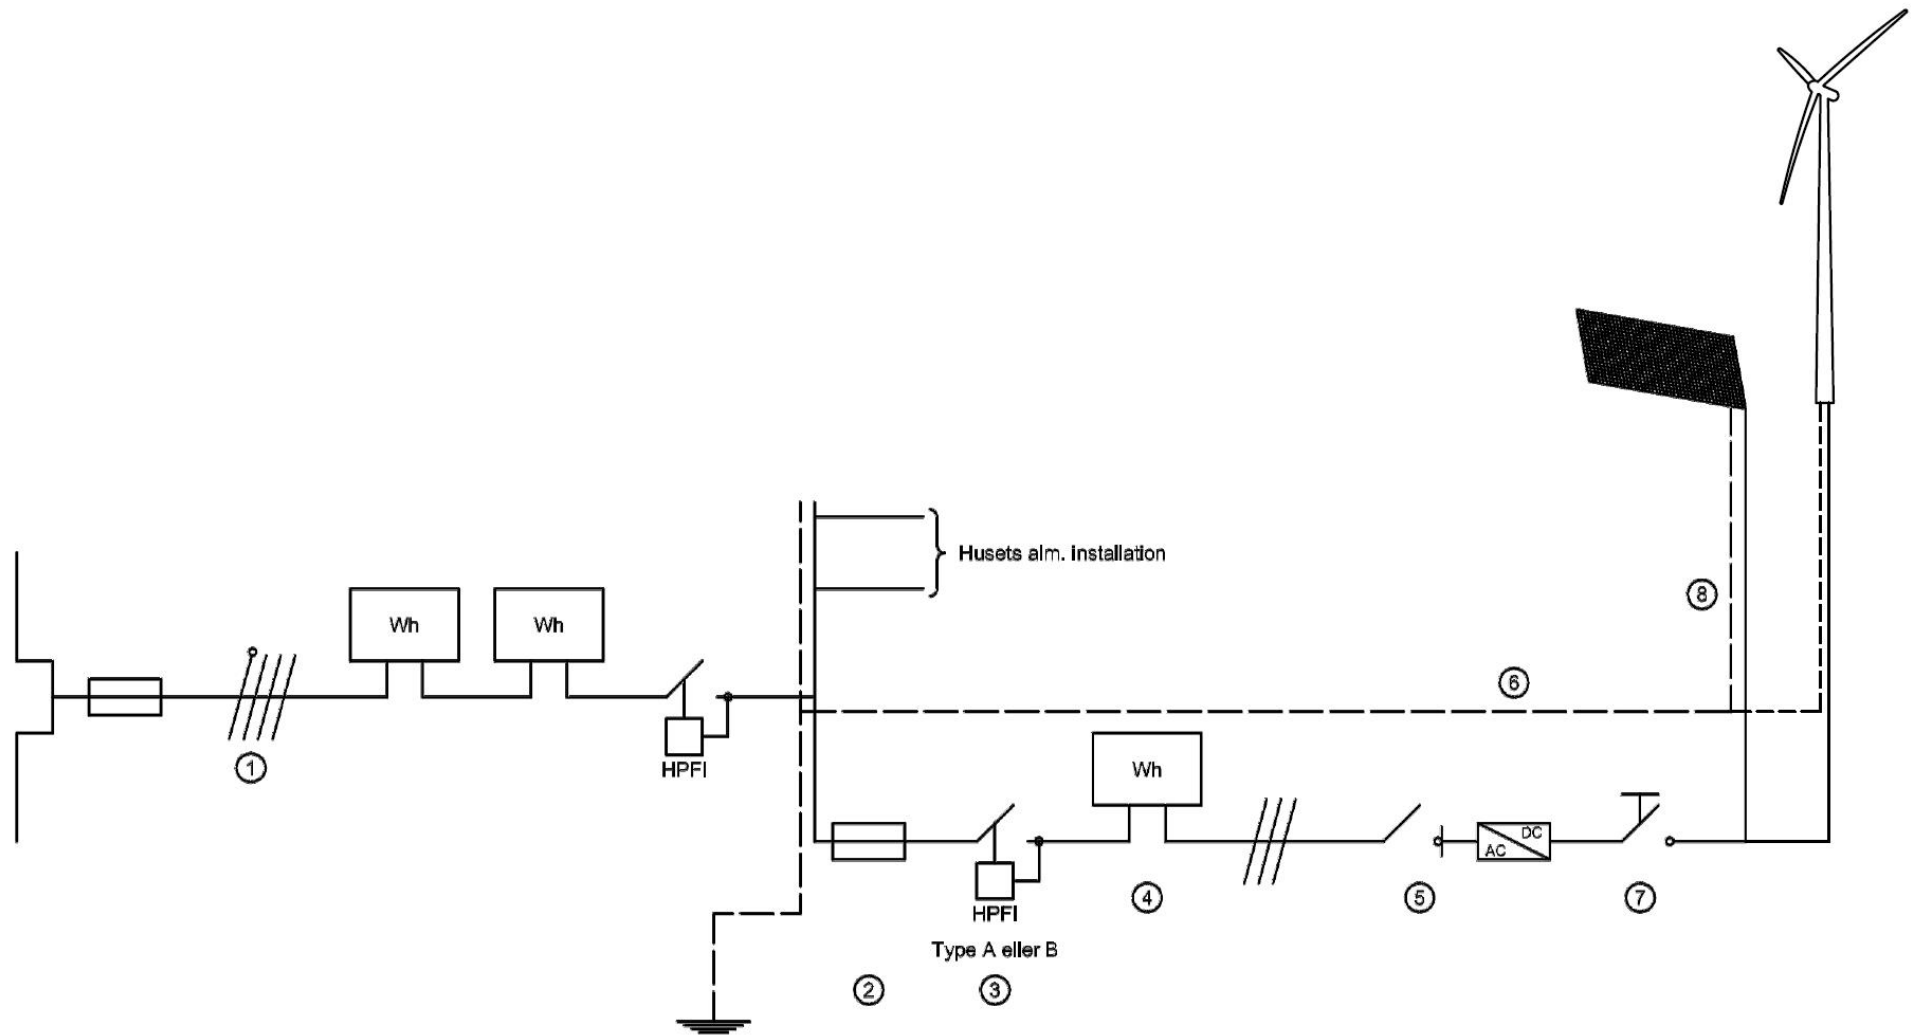 Husets alm. installation
Wh
Wh
8
6
1
HPFI
Wh
DC
AC
4
5
7
HPFI
Type A eller B
2
3